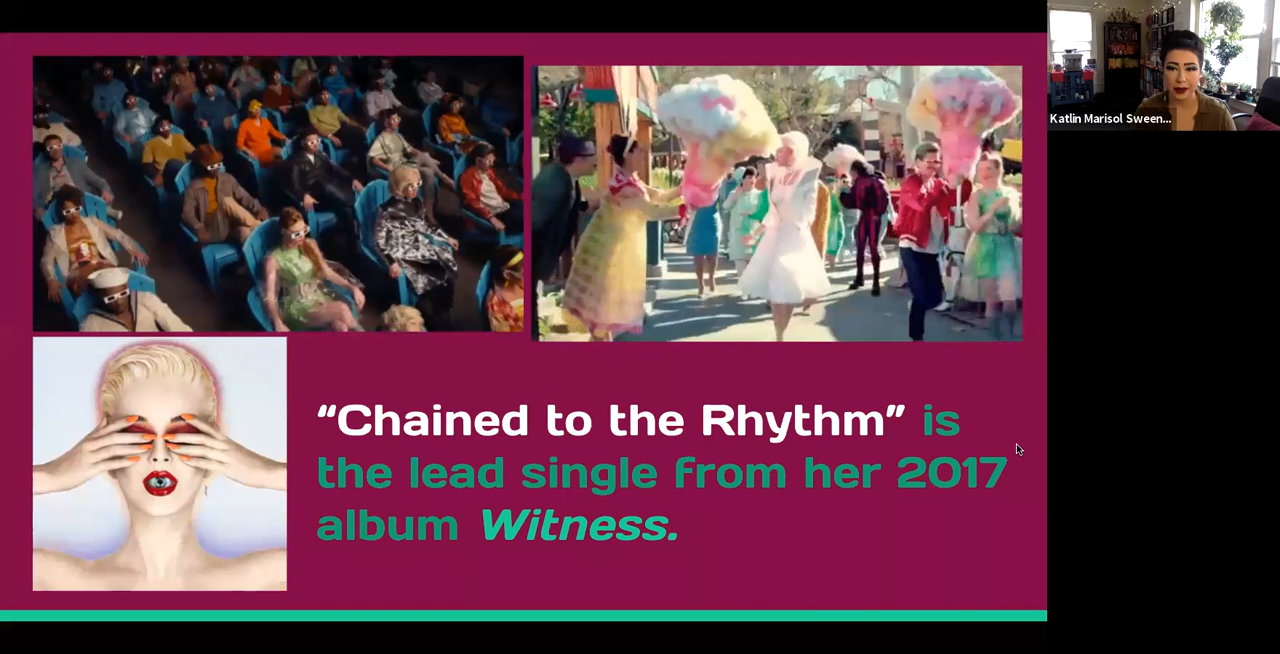 Katlin Marisol Sween...
“Chained to the Rhythm” is
the lead single from her 2017
album Witness.